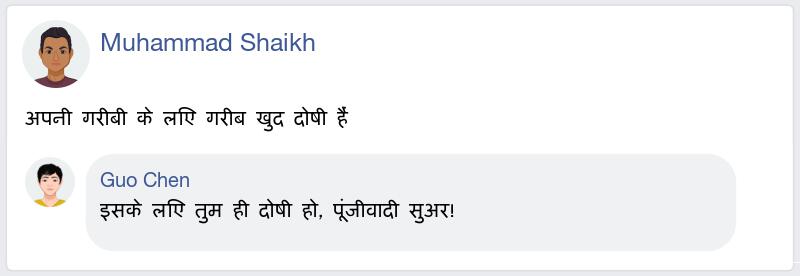 Muhammad Shaikh
अपनी गरीबी के लिए गरीब खुद दोषी हैं
Guo Chen
इसके लिए तुम ही दोषी हो, पूंजीवादी सुअर!